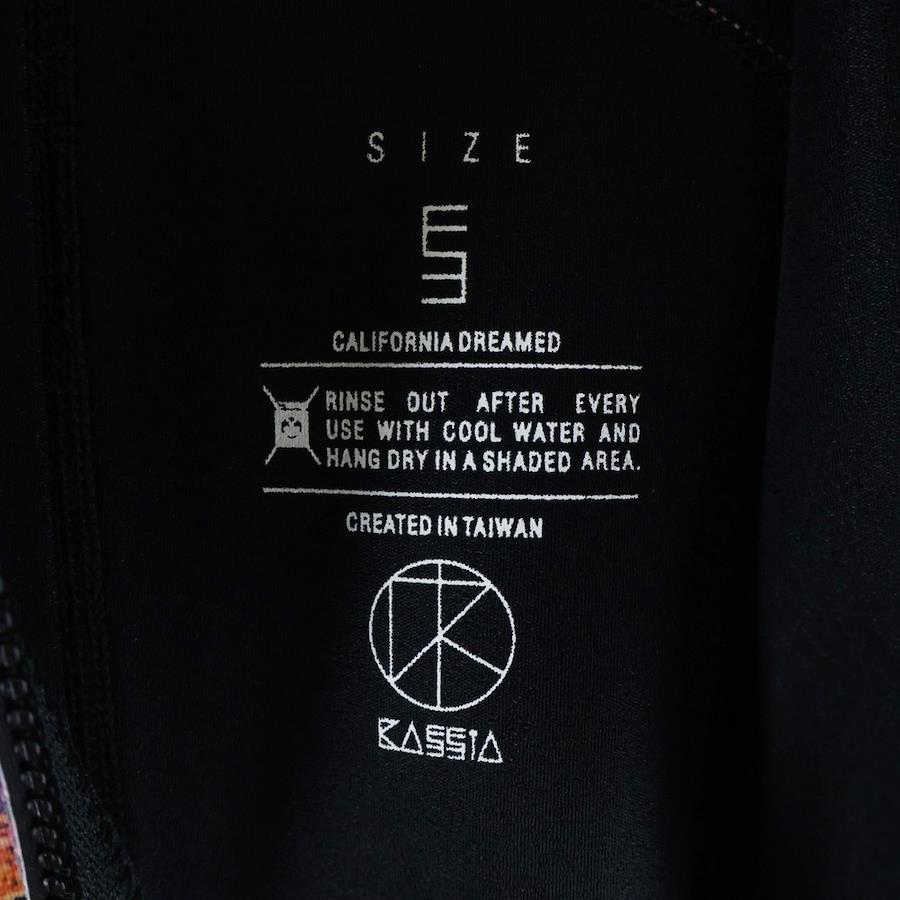 SIZE
S
CALIFORNIA DREAMED
RINSE OUT AFTER EVERY
USE WITH COOL WATER AND
HANG DRY IN A SHADED AREA.
CREATED IN TAIWAN
KASSIA